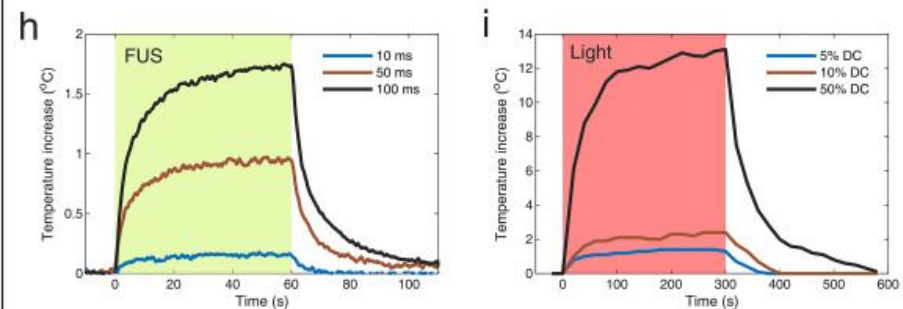 h
FUS
10 ms
50 ms
100 ms
2
1.5
1
0.5
0
0
20
40
60
80
100
Temperature increase (°C)
Time (s)
i
Light
5% DC
10% DC
50% DC
14
12
10
8
6
4
2
0
0
100
200
300
400
500
600
Temperature increase (°C)
Time (s)